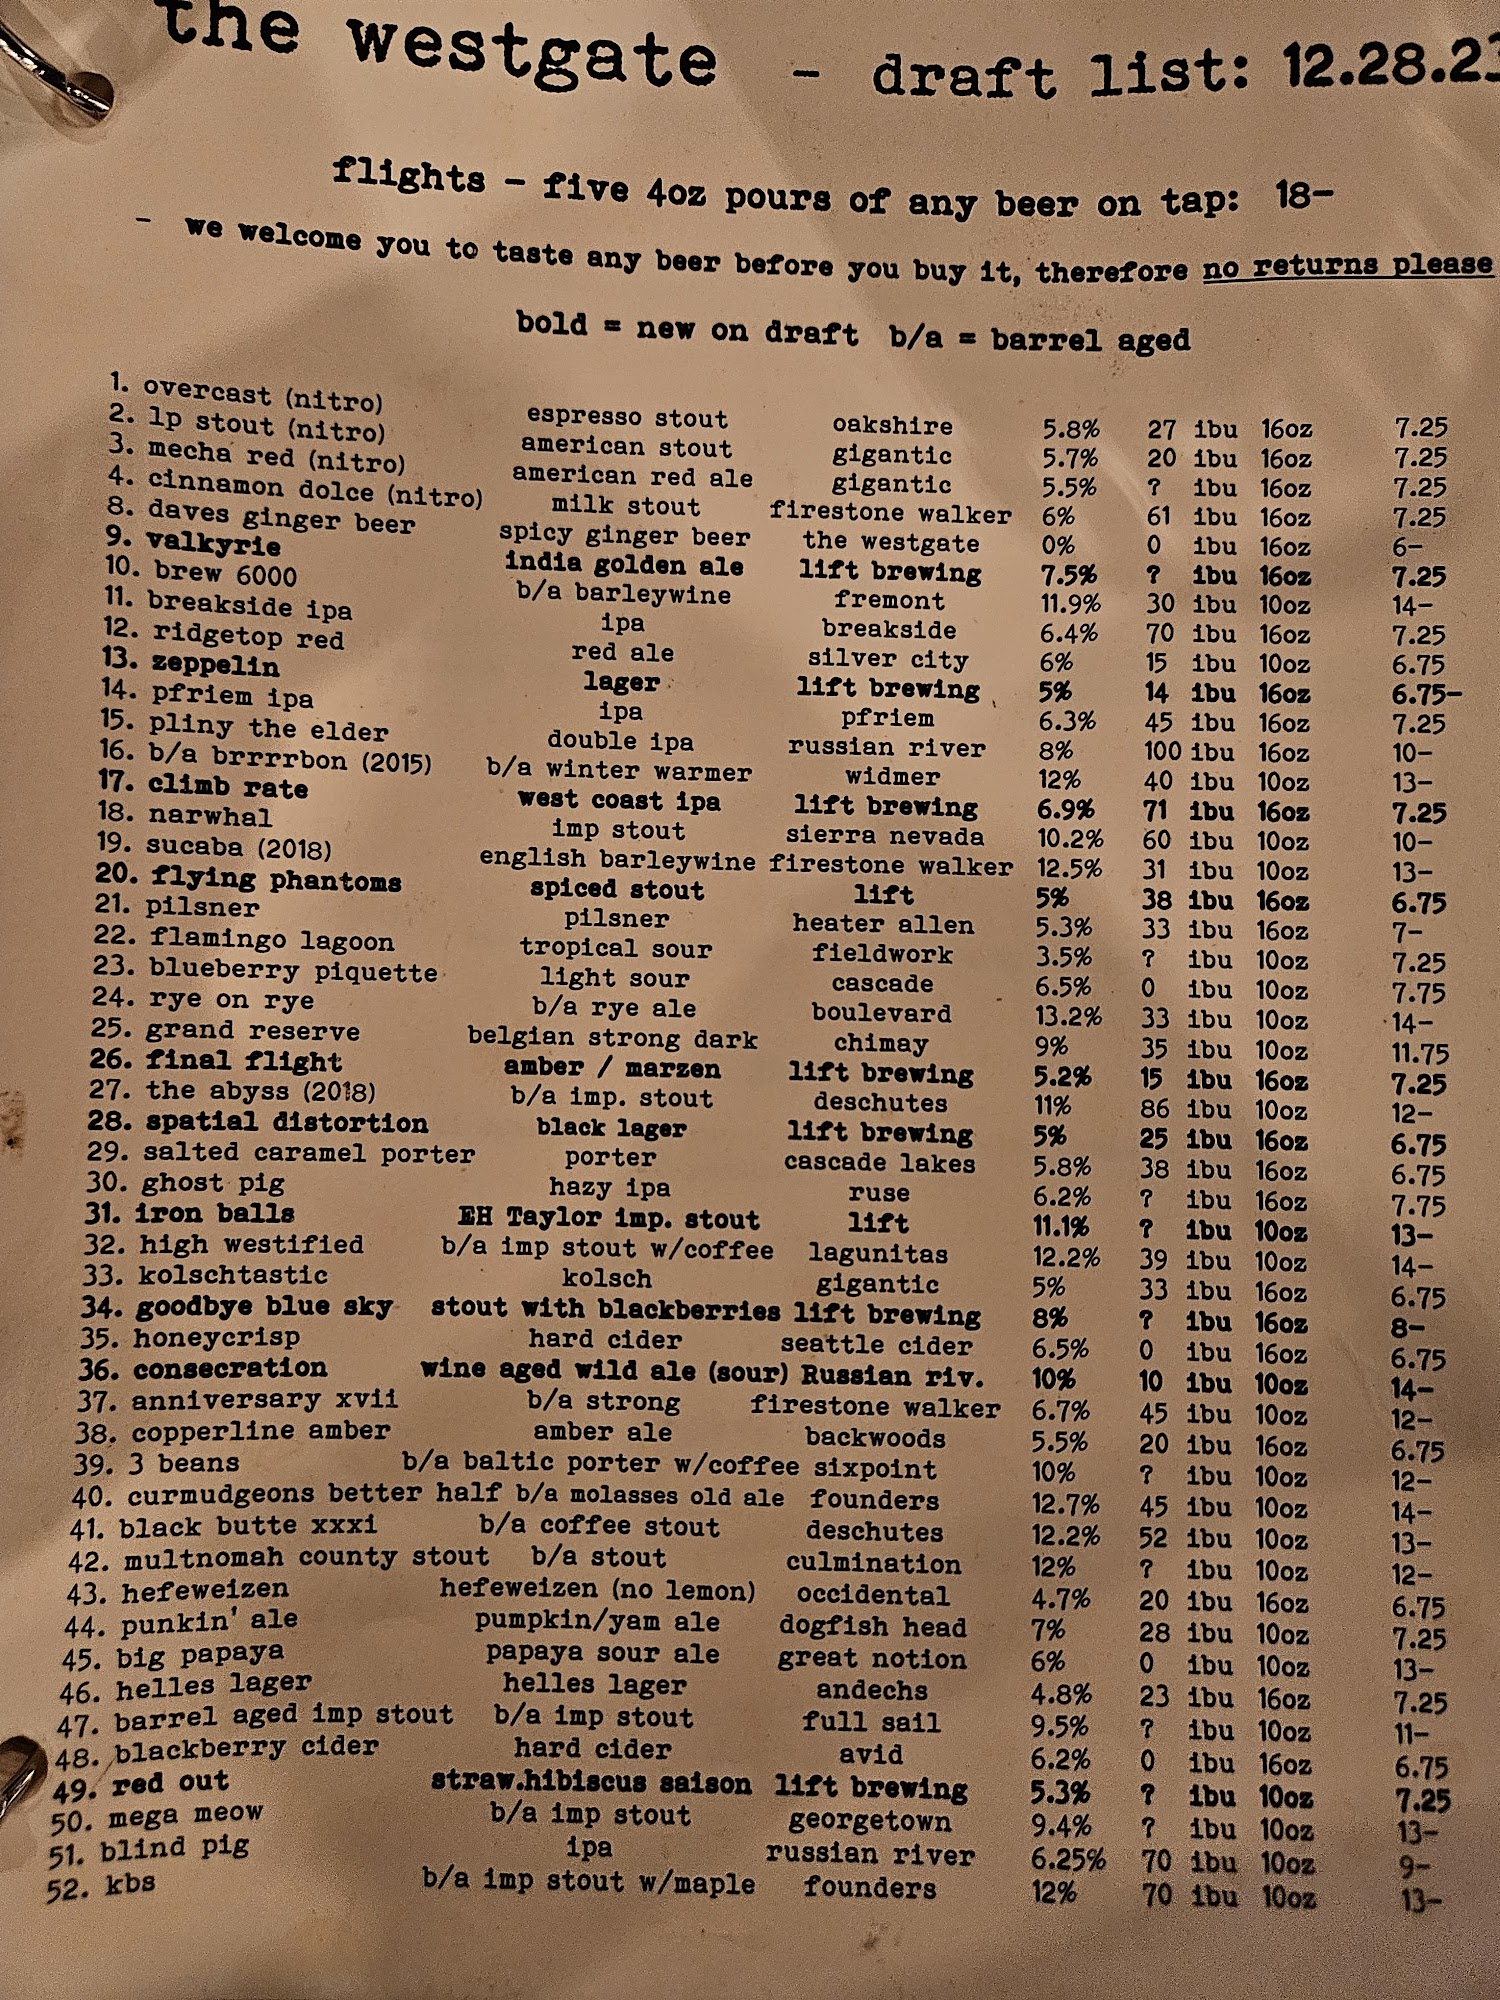 the westgate - draft list: 12.28.23
flights - five 4oz pours of any beer on tap: 18-
- we welcome you to taste any beer before you buy it, therefore no returns please
bold = new on draft b/a = barrel aged
1. overcast (nitro) espresso stout oakshire 5.8% 27 ibu 16oz 7.25
2. lp stout (nitro) american stout gigantic 5.7% 20 ibu 16oz 7.25
3. mecha red (nitro) american red ale gigantic 5.5% ? ibu 16oz 7.25
4. cinnamon dolce (nitro) milk stout firestone walker 6% 61 ibu 16oz 7.25
8. daves ginger beer spicy ginger beer the westgate 0% 0 ibu 16oz 6-
9. valkyrie india golden ale lift brewing 7.5% ? ibu 16oz 7.25
10. brew 6000 b/a barleywine fremont 11.9% 30 ibu 10oz 14-
11. breakside ipa ipa breakside 6.4% 70 ibu 16oz 7.25
12. ridgetop red red ale silver city 6% 15 ibu 10oz 6.75
13. zeppelin lager lift brewing 5% 14 ibu 16oz 6.75-
14. pfriem ipa ipa pfriem 6.3% 45 ibu 16oz 7.25
15. pliny the elder double ipa russian river 8% 100 ibu 16oz 10-
16. b/a brrrrbon (2015) b/a winter warmer widmer 12% 40 ibu 10oz 13-
17. climb rate west coast ipa lift brewing 6.9% 71 ibu 16oz 7.25
18. narwhal imp stout sierra nevada 10.2% 60 ibu 10oz 10-
19. sucaba (2018) english barleywine firestone walker 12.5% 31 ibu 10oz 13-
20. flying phantoms spiced stout lift 5% 38 ibu 16oz 6.75
21. pilsner pilsner heater allen 5.3% 33 ibu 16oz 7-
22. flamingo lagoon tropical sour fieldwork 3.5% ? ibu 10oz 7.25
23. blueberry piquette light sour cascade 6.5% 0 ibu 10oz 7.75
24. rye on rye b/a rye ale boulevard 13.2% 33 ibu 10oz 14-
25. grand reserve belgian strong dark chimay 9% 35 ibu 10oz 11.75
26. final flight amber / marzen lift brewing 5.2% 15 ibu 16oz 7.25
27. the abyss (2018) b/a imp. stout deschutes 11% 86 ibu 10oz 12-
28. spatial distortion black lager lift brewing 5% 25 ibu 16oz 6.75
29. salted caramel porter porter cascade lakes 5.8% 38 ibu 16oz 6.75
30. ghost pig hazy ipa ruse 6.2% ? ibu 16oz 7.75
31. iron balls EH Taylor imp. stout lift 11.1% ? ibu 10oz 13-
32. high westified b/a imp stout w/coffee lagunitas 12.2% 39 ibu 10oz 14-
33. kolschtastic kolsch gigantic 5% 33 ibu 16oz 6.75
34. goodbye blue sky stout with blackberries lift brewing 8% ? ibu 16oz 8-
35. honeycrisp hard cider seattle cider 6.5% 0 ibu 16oz 6.75
36. consecration wine aged wild ale (sour) Russian riv. 10% 10 ibu 10oz 14-
37. anniversary xvii b/a strong firestone walker 6.7% 45 ibu 10oz 12-
38. copperline amber amber ale backwoods 5.5% 20 ibu 16oz 6.75
39. 3 beans b/a baltic porter w/coffee sixpoint 10% ? ibu 10oz 12-
40. curmudgeons better half b/a molasses old ale founders 12.7% 45 ibu 10oz 14-
41. black butte xxxi b/a coffee stout deschutes 12.2% 52 ibu 10oz 13-
42. multnomah county stout b/a stout culmination 12% ? ibu 10oz 12-
43. hefeweizen hefeweizen (no lemon) occidental 4.7% 20 ibu 16oz 6.75
44. punkin' ale pumpkin/yam ale dogfish head 7% 28 ibu 10oz 7.25
45. big papaya papaya sour ale great notion 6% 0 ibu 10oz 13-
46. helles lager helles lager andechs 4.8% 23 ibu 16oz 7.25
47. barrel aged imp stout b/a imp stout full sail 9.5% ? ibu 10oz 11-
48. blackberry cider hard cider avid 6.2% 0 ibu 16oz 6.75
49. red out straw.hibiscus saison lift brewing 5.3% ? ibu 10oz 7.25
50. mega meow b/a imp stout georgetown 9.4% ? ibu 10oz 13-
51. blind pig ipa russian river 6.25% 70 ibu 10oz 9-
52. kbs b/a imp stout w/maple founders 12% 70 ibu 10oz 13-